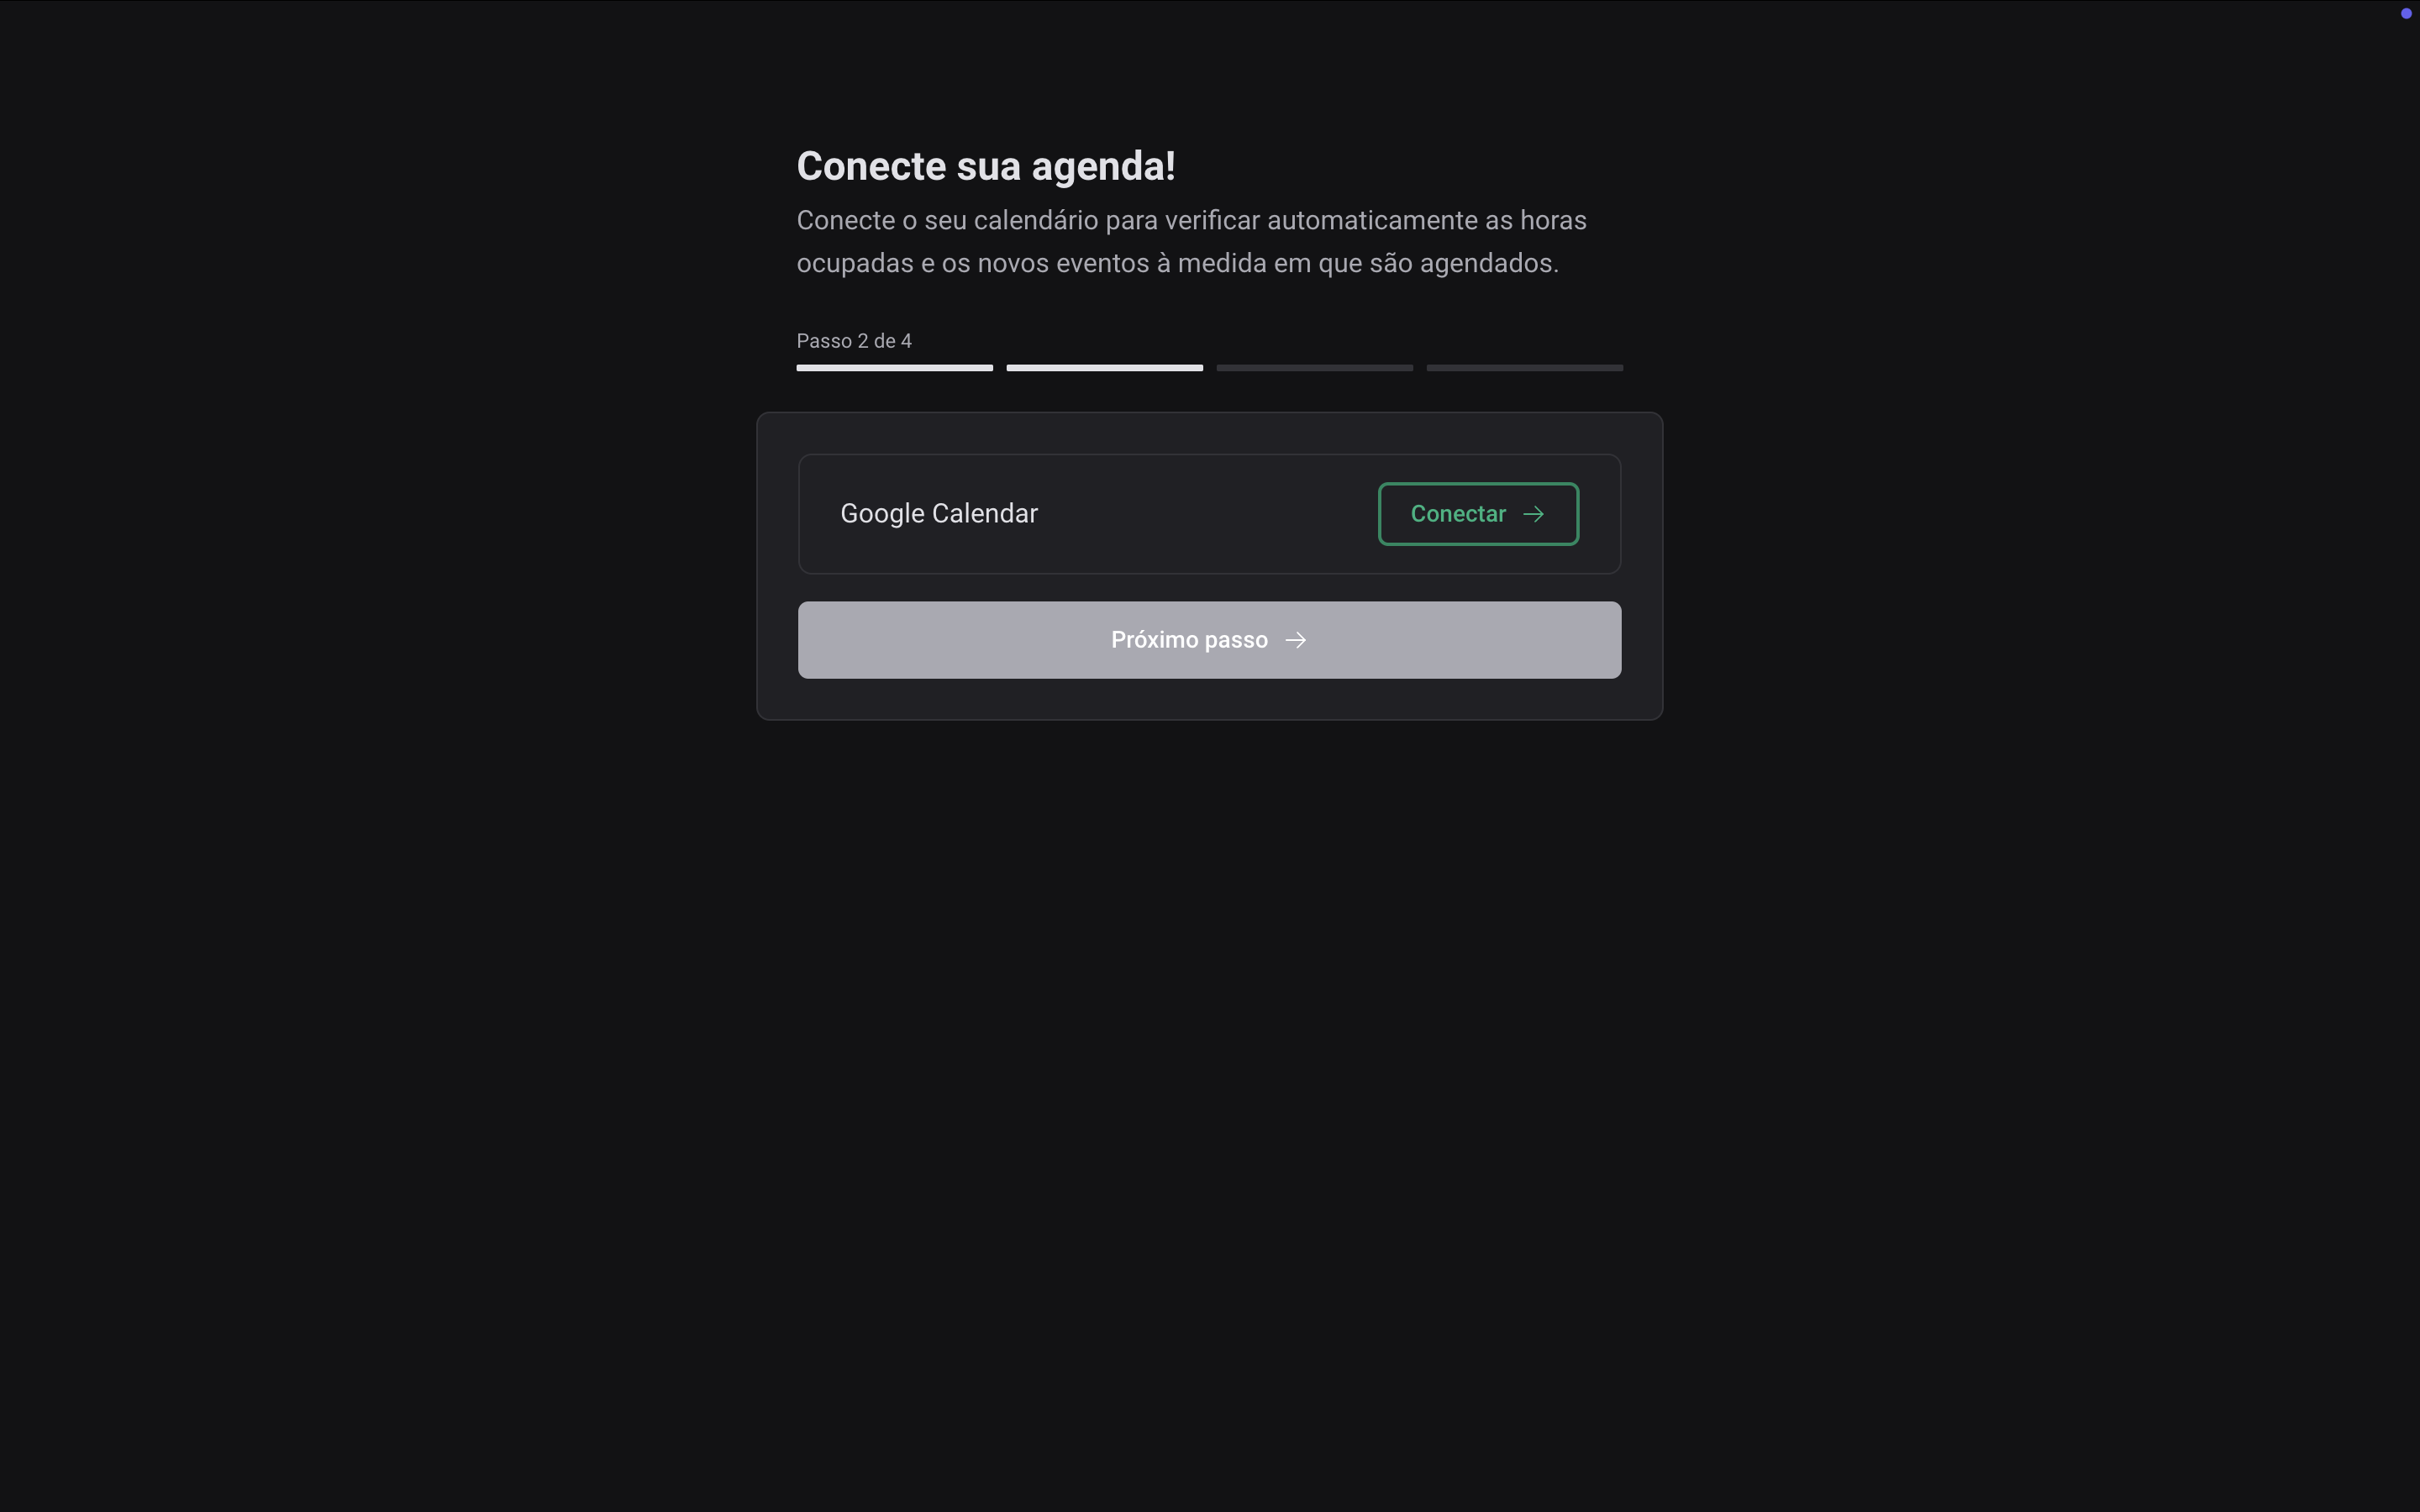 Conecte sua agenda!
Conecte o seu calendário para verificar automaticamente as horas
ocupadas e os novos eventos à medida em que são agendados.
Passo 2 de 4
Google Calendar
Conectar
Próximo passo